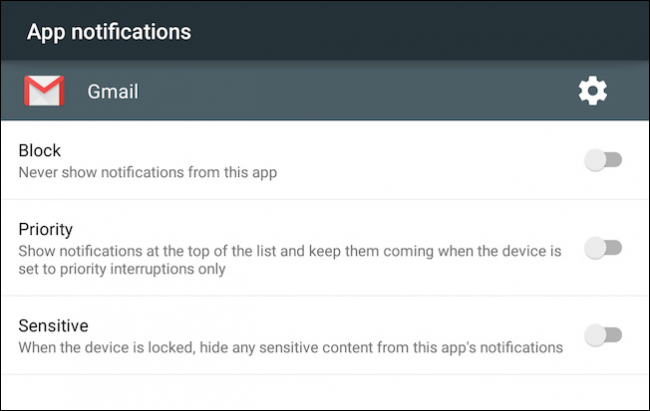 App notifications
Gmail
Block
Never show notifications from this app
Priority
Show notifications at the top of the list and keep them coming when the device is
set to priority interruptions only
Sensitive
When the device is locked, hide any sensitive content from this app's notifications